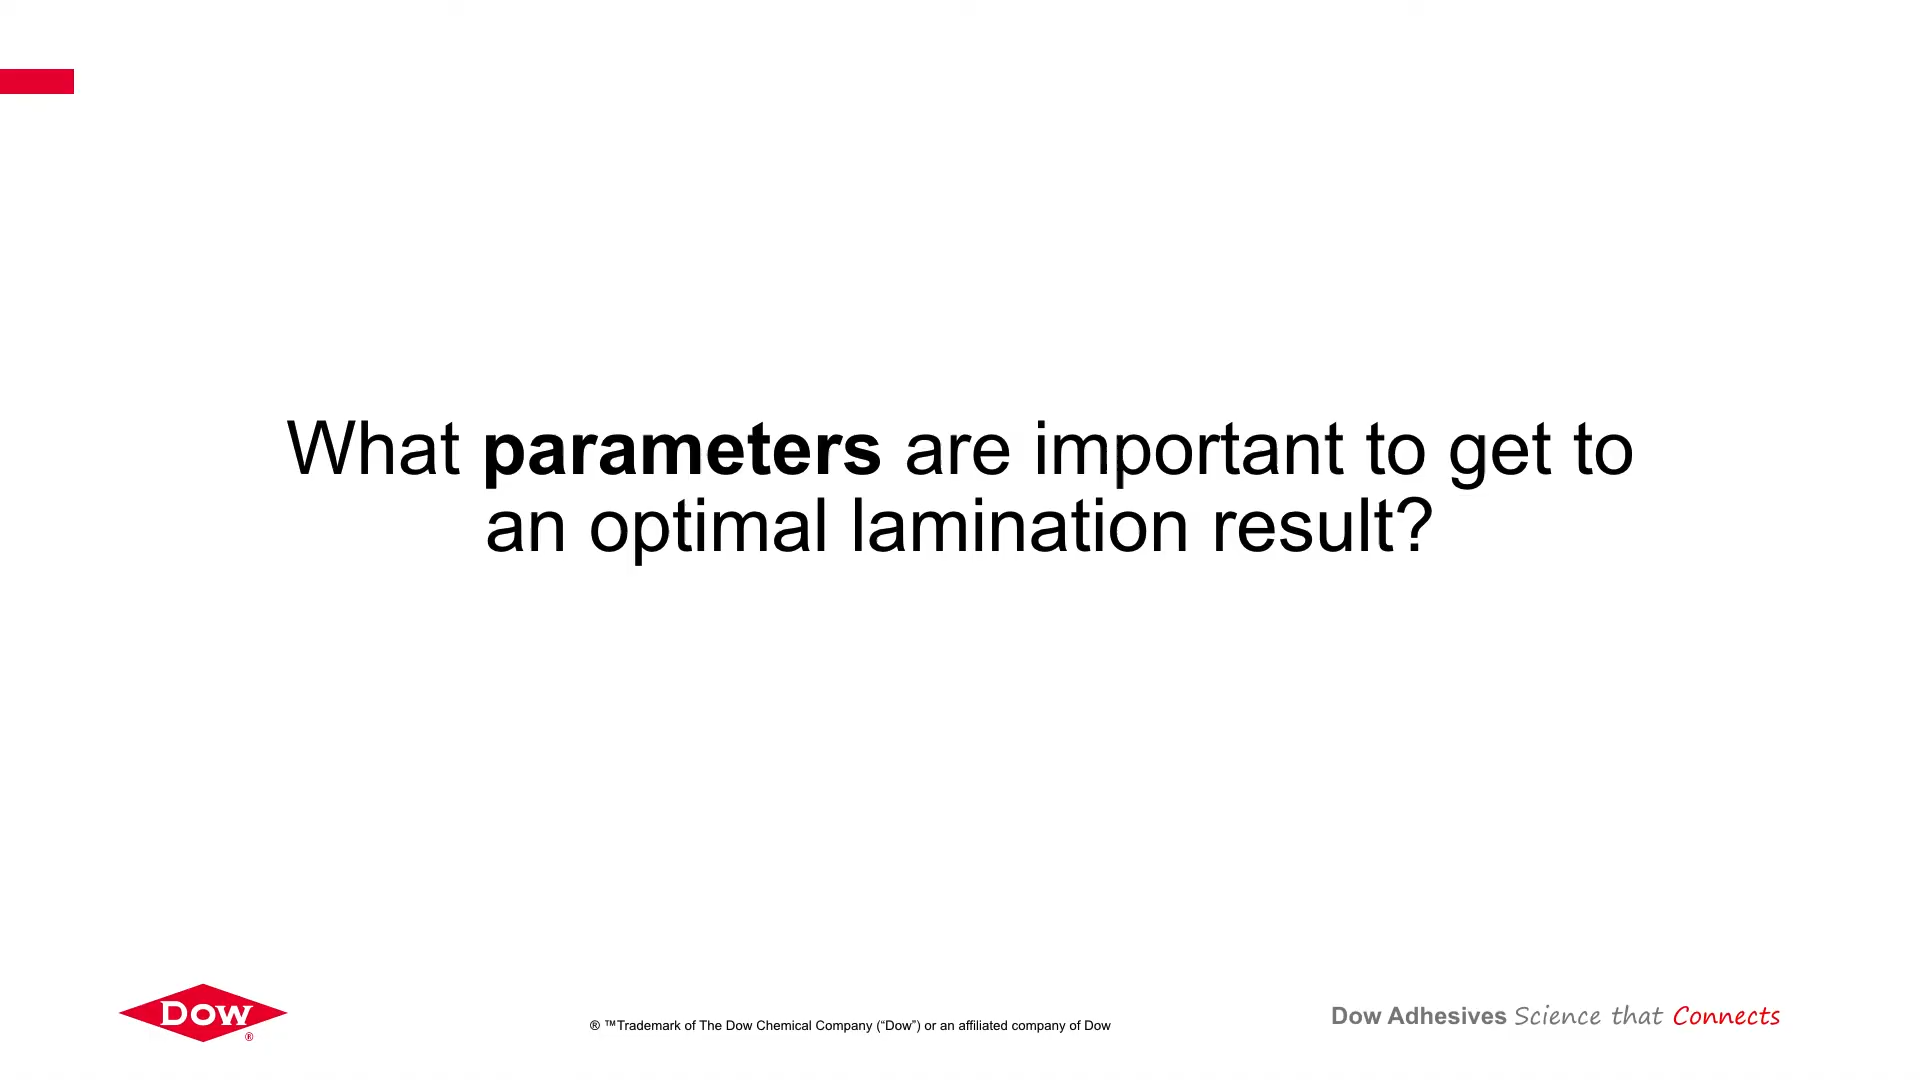 What parameters are important to get to
an optimal lamination result?
DOW
®
® ™Trademark of The Dow Chemical Company (“Dow”) or an affiliated company of Dow
Dow Adhesives Science that Connects